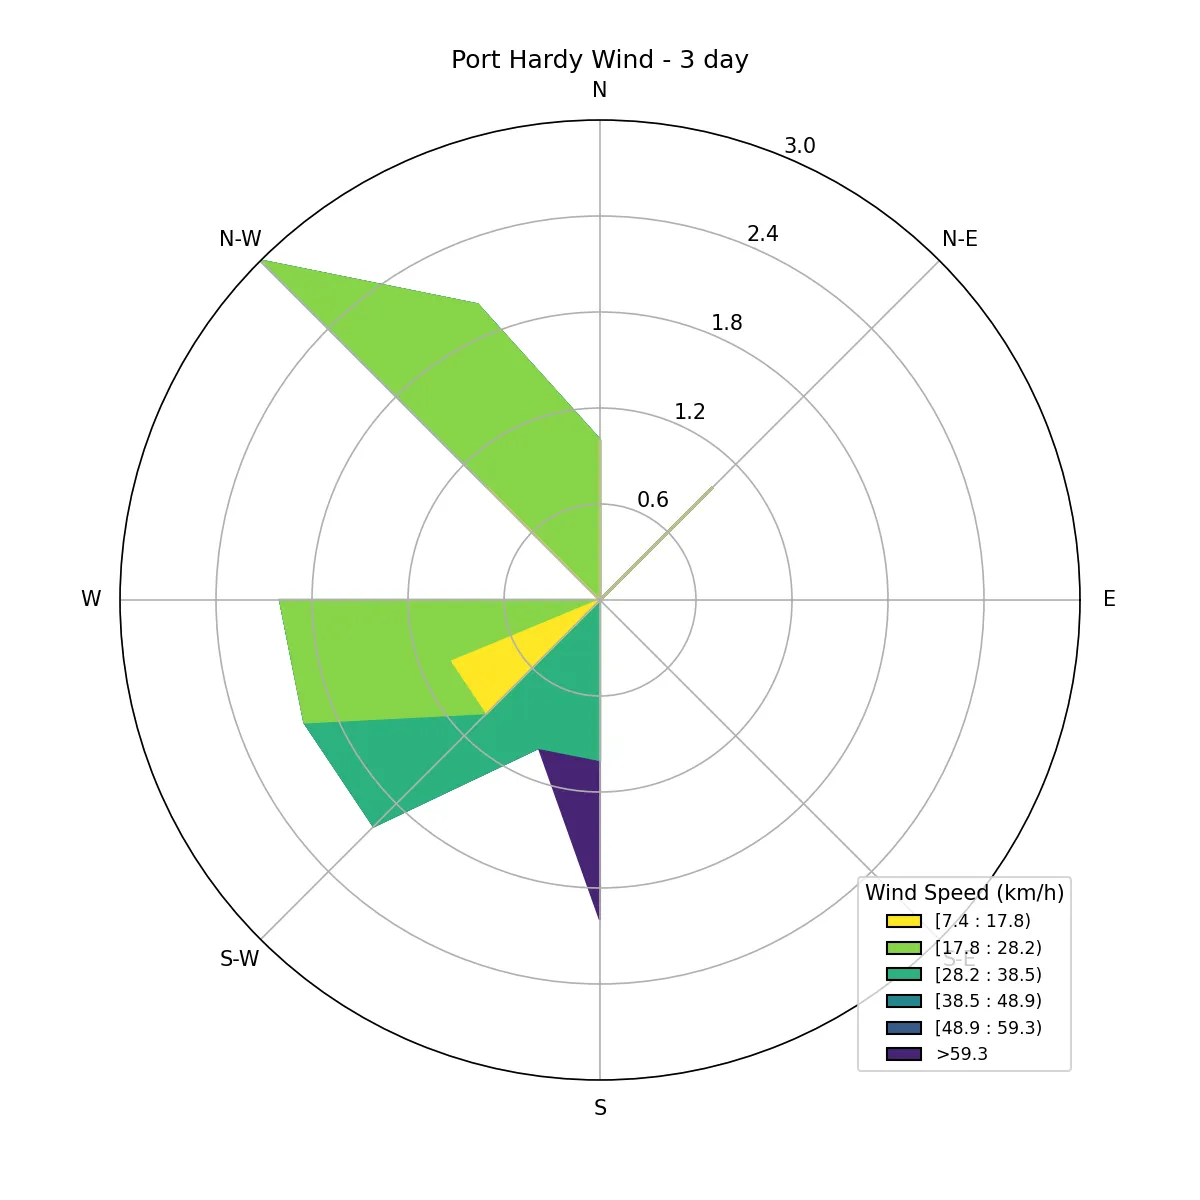 Port Hardy Wind - 3 day
N
3.0
2.4
N-W
N-E
1.8
1.2
0.6
W
E
S-W
S-E
S
Wind Speed (km/h)
[7.4 : 17.8)
[17.8 : 28.2)
[28.2 : 38.5)
[38.5 : 48.9)
[48.9 : 59.3)
>59.3